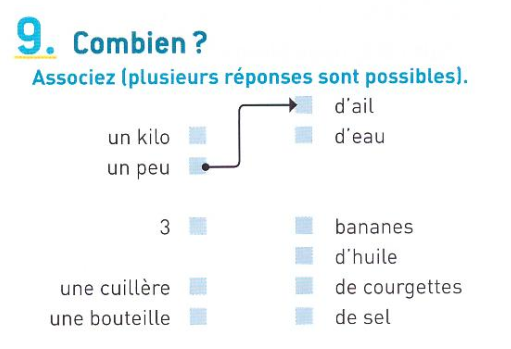 9. Combien ?
Associez (plusieurs réponses sont possibles).
d'ail
un kilo
d'eau
un peu
3
bananes
d'huile
une cuillère
de courgettes
une bouteille
de sel